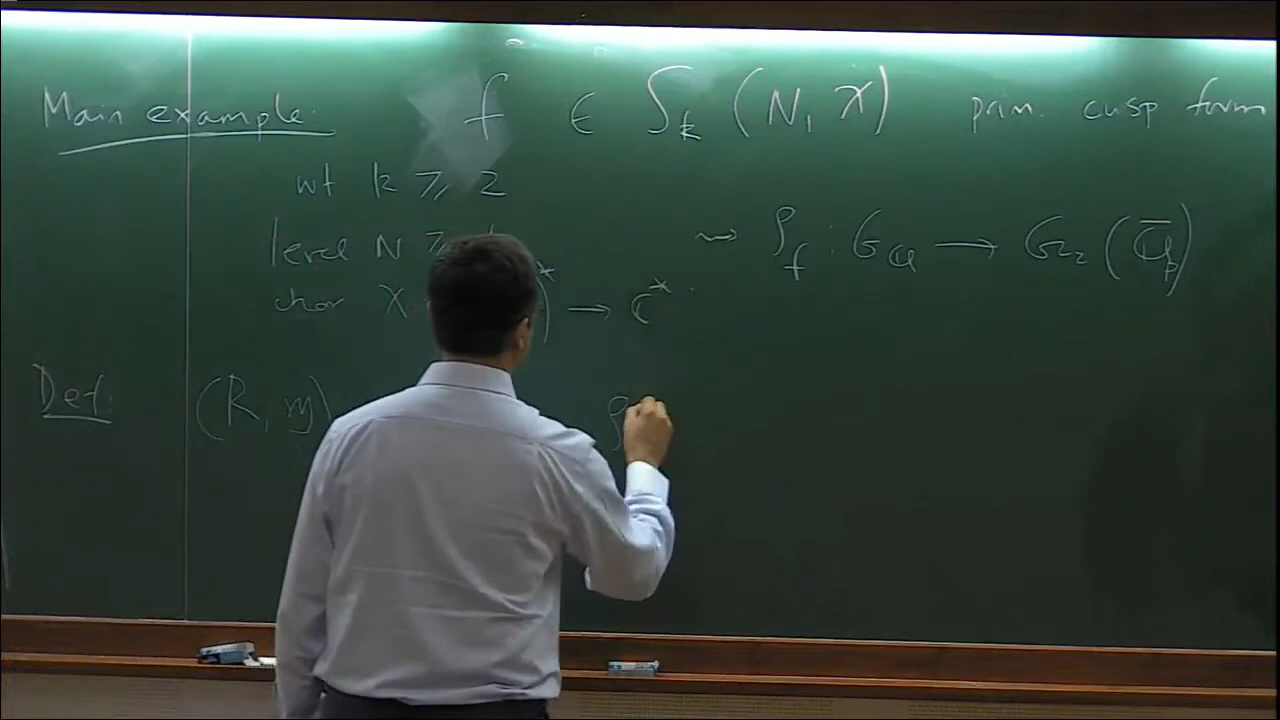 Main example: f ∈ S_k (N, χ) prim. cusp form
wt k ⩾ 2
level N ⩾
⇝ ρ_f : G_ℚ → GL_2 (ℚ̄_p)
char χ )^* → ℂ^*
Def: (R, 𝔪) ρ